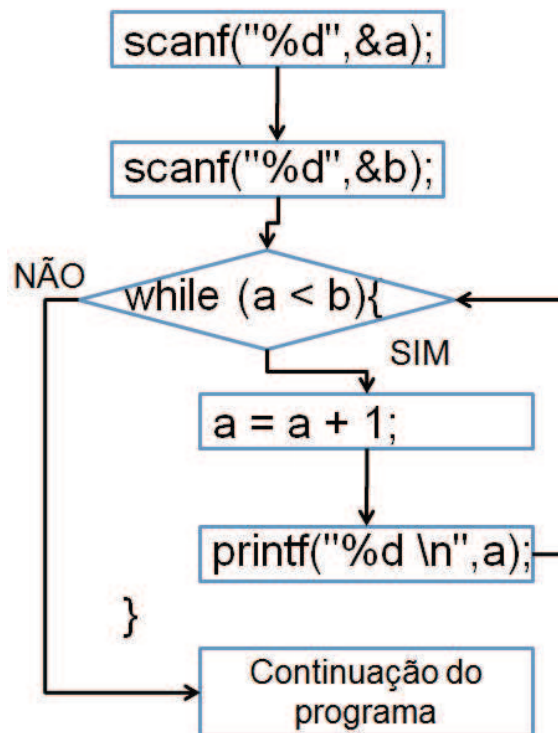 scanf("%d",&a);
scanf("%d",&b);
NÃO
while (a < b){
SIM
a = a + 1;
printf("%d \n",a);
}
Continuação do
programa